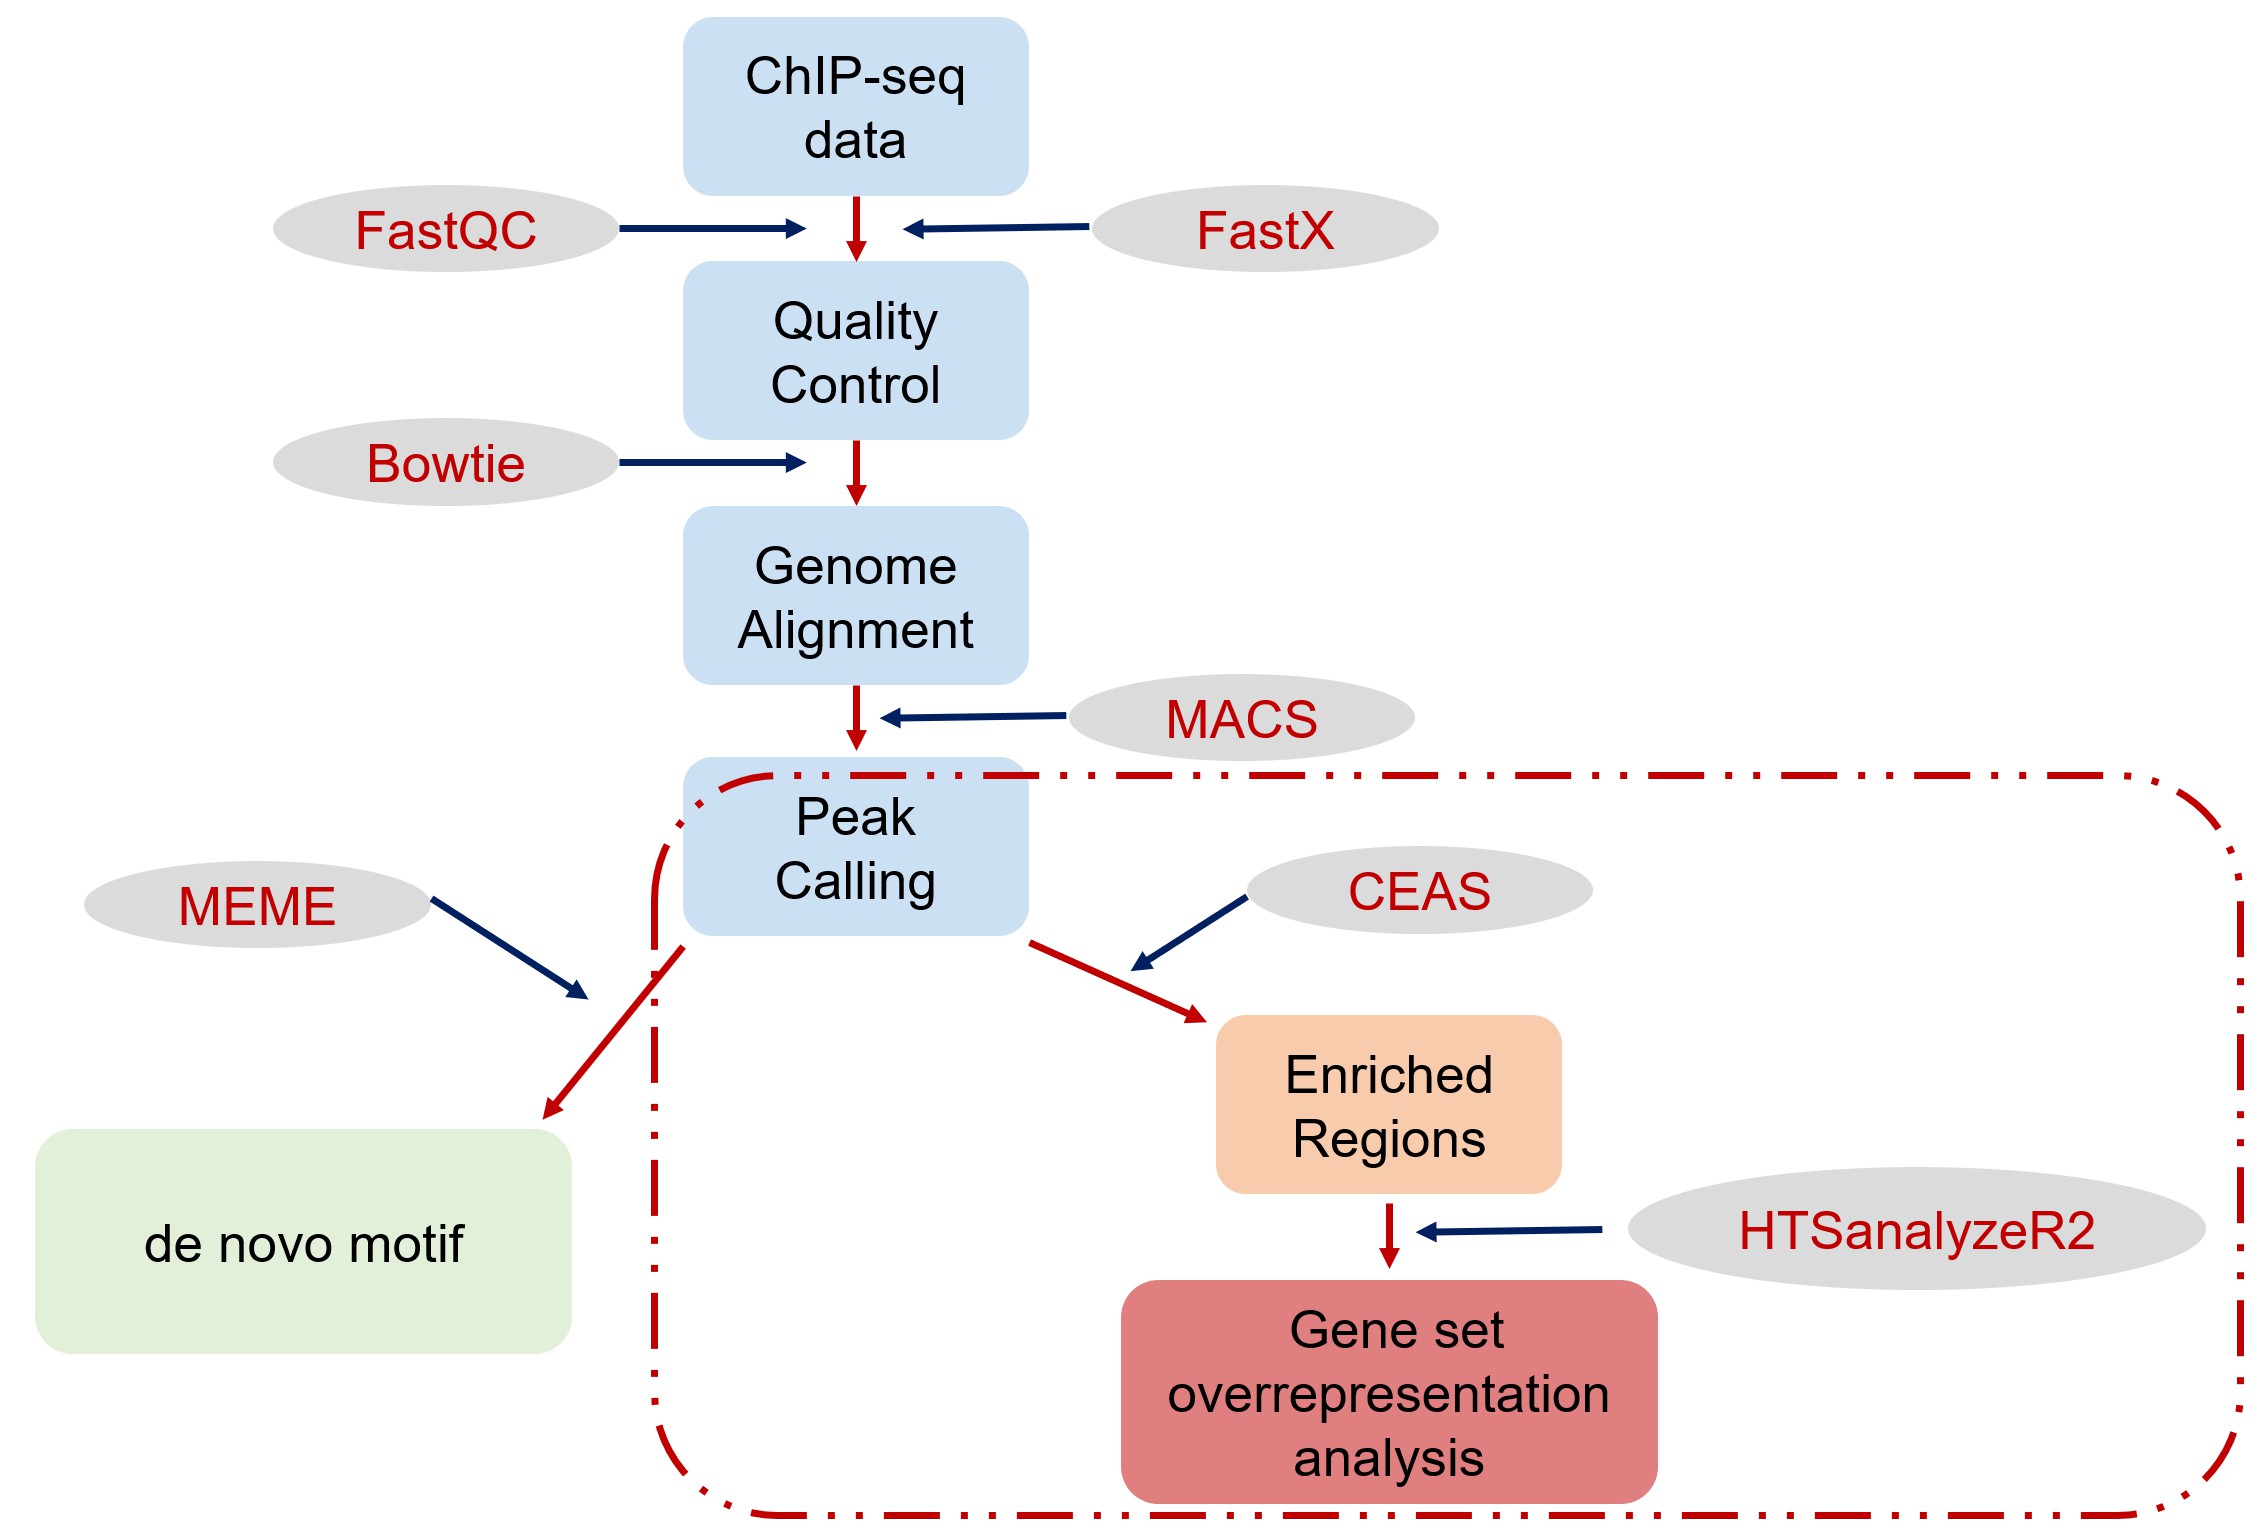 ChIP-seq
data
FastQC
FastX
Quality
Control
Bowtie
Genome
Alignment
MACS
Peak
Calling
MEME
CEAS
Enriched
Regions
de novo motif
HTSanalyzeR2
Gene set
overrepresentation
analysis